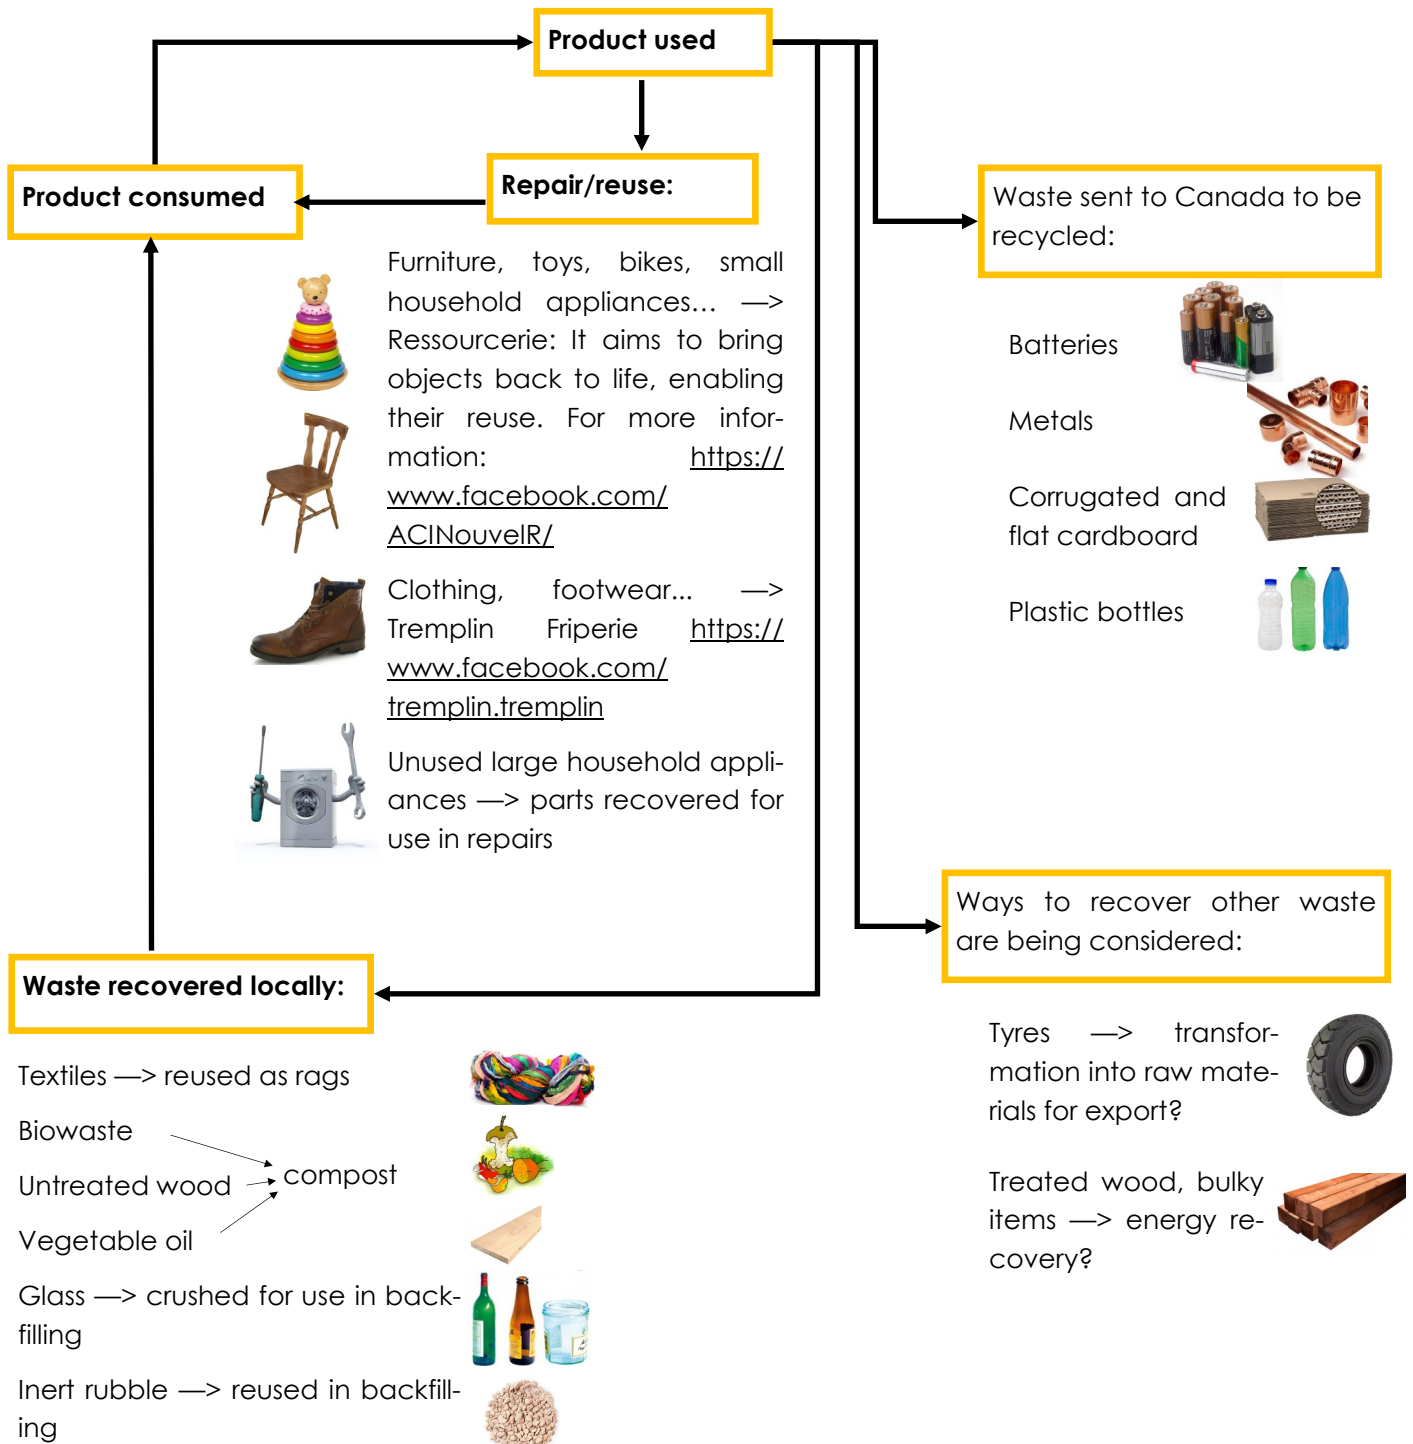 Product used
Product consumed
Repair/reuse:
Furniture, toys, bikes, small
household appliances... —>
Ressourcerie: It aims to bring
objects back to life, enabling
their reuse. For more infor-
mation: https://
www.facebook.com/
ACINouvelR/
Clothing, footwear... —>
Tremplin Friperie https://
www.facebook.com/
tremplin.tremplin
Unused large household appli-
ances —> parts recovered for
use in repairs
Waste sent to Canada to be
recycled:
Batteries
Metals
Corrugated and
flat cardboard
Plastic bottles
Ways to recover other waste
are being considered:
Tyres —> transfor-
mation into raw mate-
rials for export?
Treated wood, bulky
items —> energy re-
covery?
Waste recovered locally:
Textiles —> reused as rags
Biowaste
Untreated wood
compost
Vegetable oil
Glass —> crushed for use in back-
filling
Inert rubble —> reused in backfill-
ing